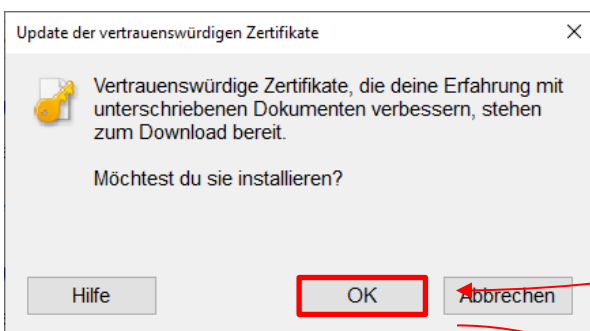 Update der vertrauenswürdigen Zertifikate
Vertrauenswürdige Zertifikate, die deine Erfahrung mit
unterschriebenen Dokumenten verbessern, stehen
zum Download bereit.
Möchtest du sie installieren?
Hilfe OK Abbrechen